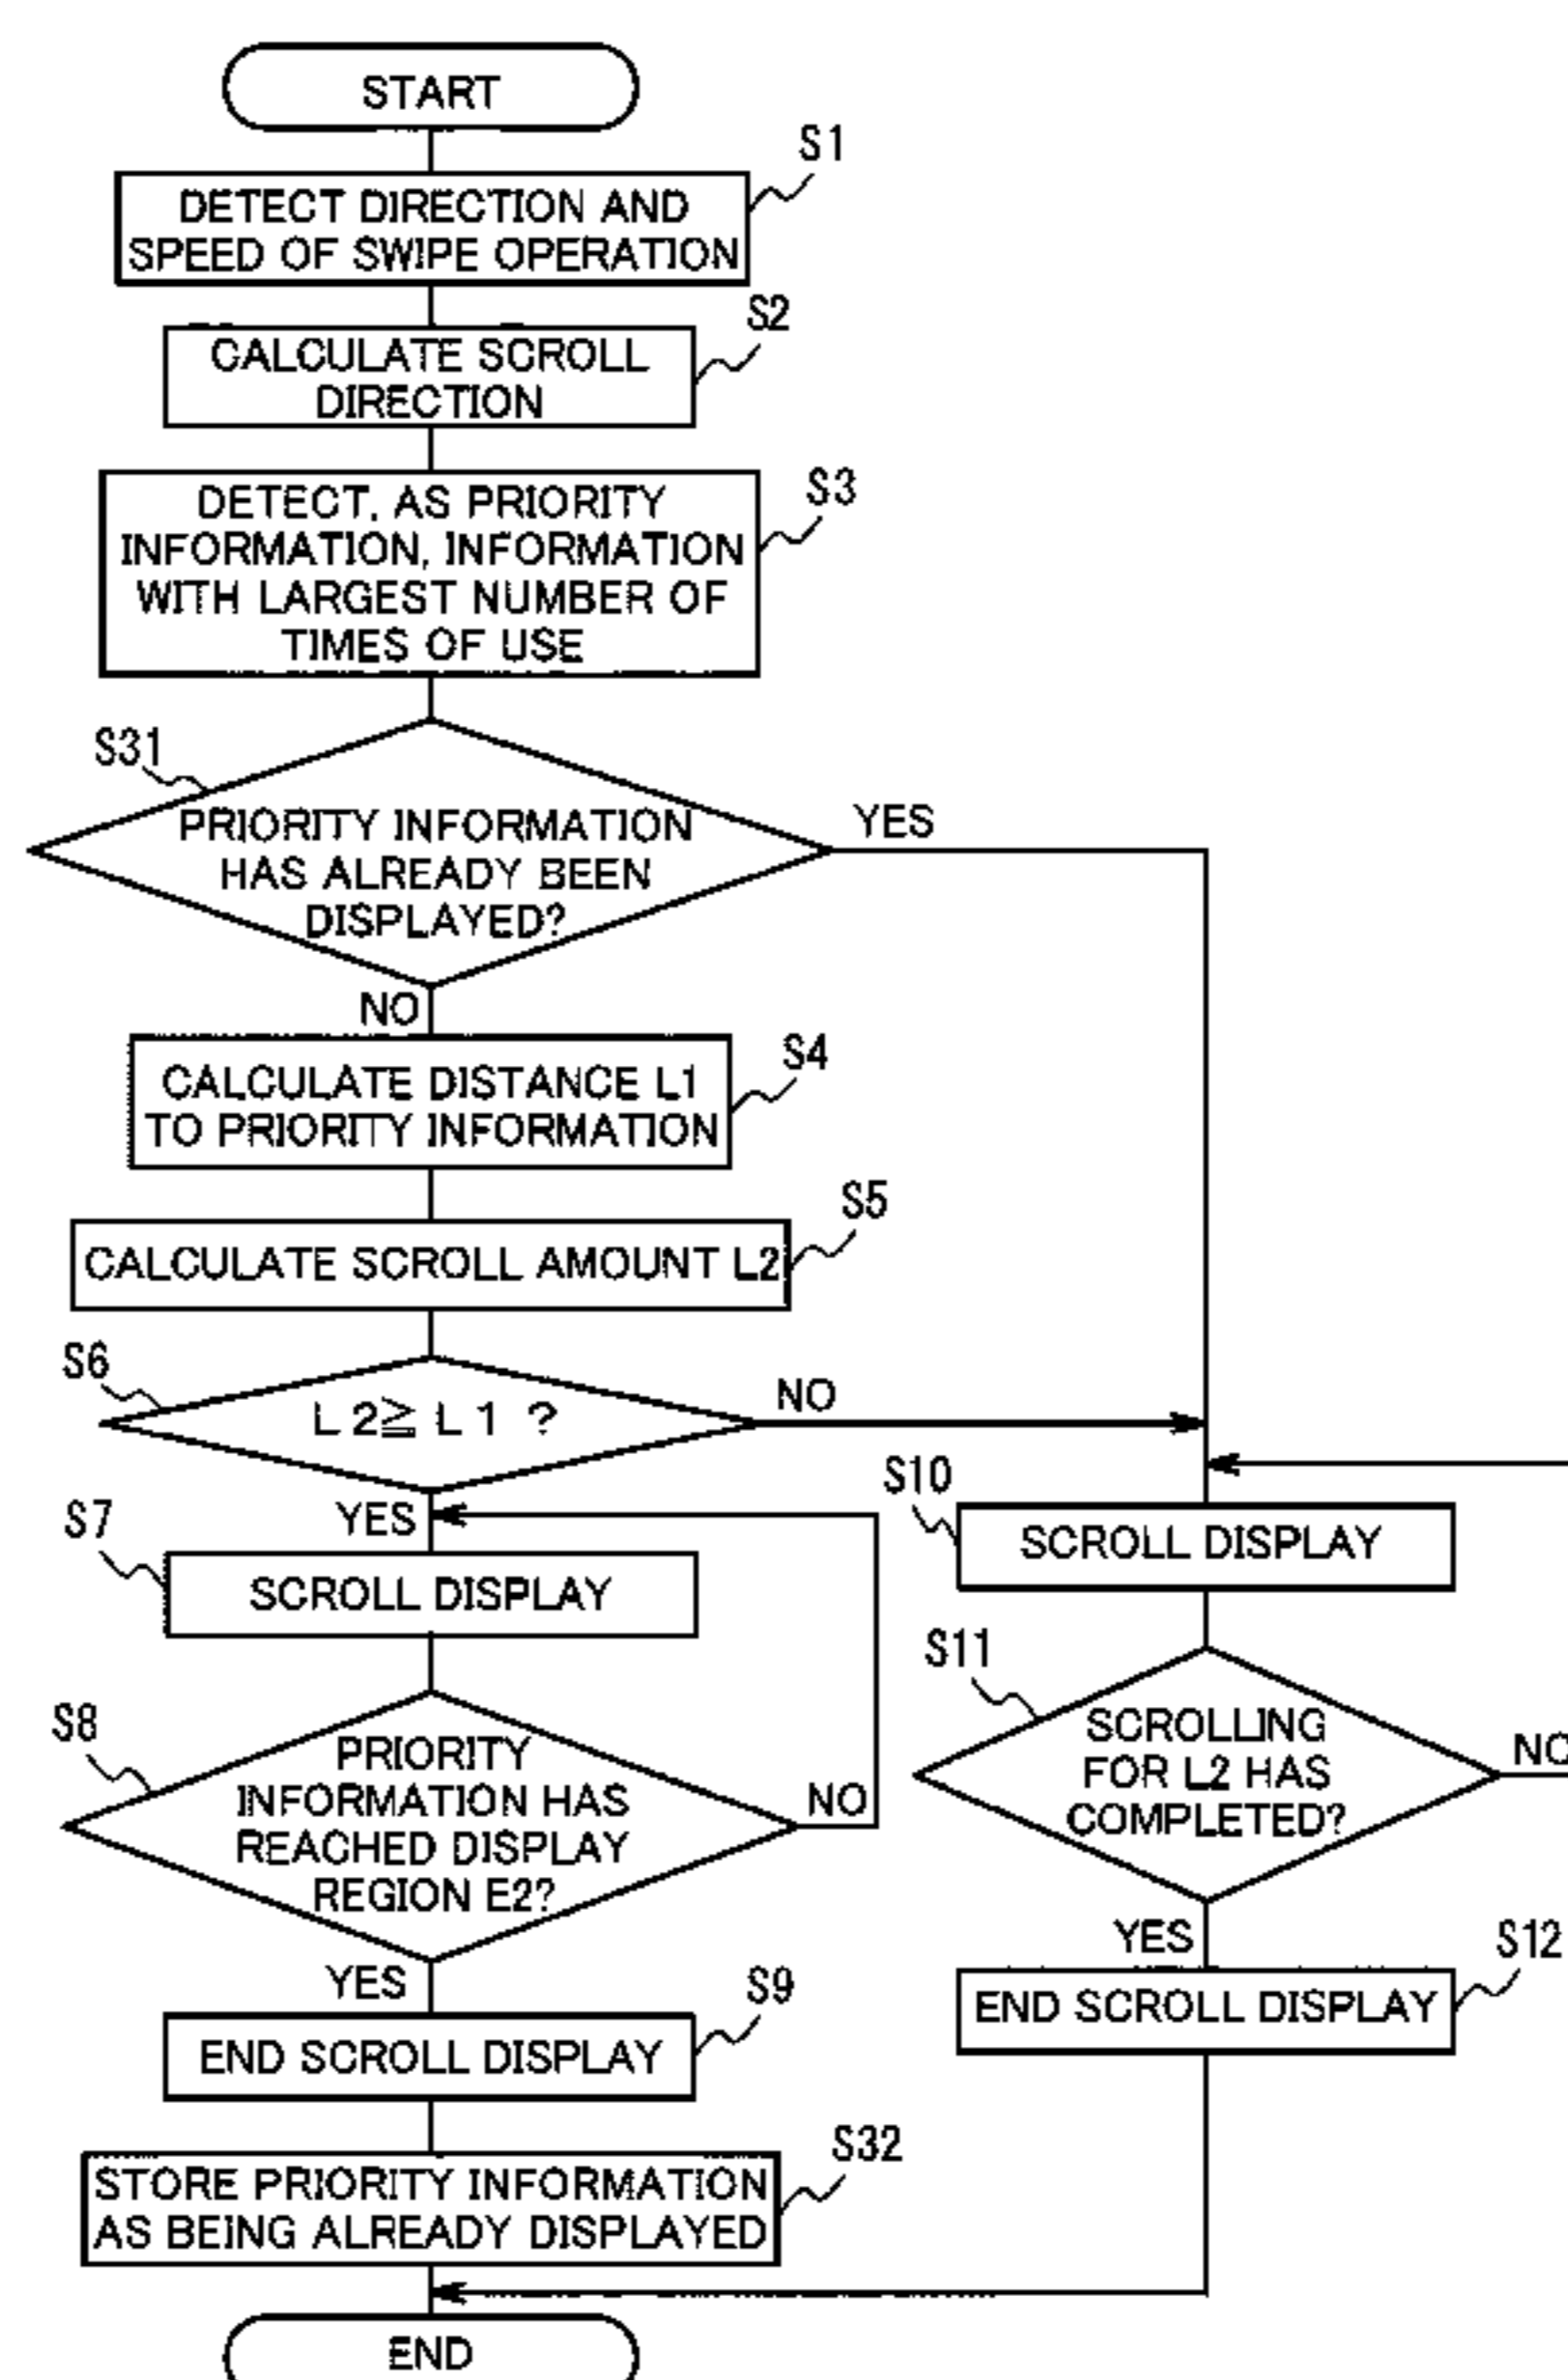 START
S1
DETECT DIRECTION AND
SPEED OF SWIPE OPERATION
S2
CALCULATE SCROLL
DIRECTION
S3
DETECT, AS PRIORITY
INFORMATION, INFORMATION
WITH LARGEST NUMBER OF
TIMES OF USE
S31
PRIORITY INFORMATION
HAS ALREADY BEEN
DISPLAYED?
YES
NO
S4
CALCULATE DISTANCE L1
TO PRIORITY INFORMATION
S5
CALCULATE SCROLL AMOUNT L2
S6
L2≧L1 ?
NO
YES
S7
SCROLL DISPLAY
S8
PRIORITY
INFORMATION HAS
REACHED DISPLAY
REGION E2?
NO
YES
S9
END SCROLL DISPLAY
S32
STORE PRIORITY INFORMATION
AS BEING ALREADY DISPLAYED
END
S10
SCROLL DISPLAY
S11
SCROLLING
FOR L2 HAS
COMPLETED?
NO
YES
S12
END SCROLL DISPLAY